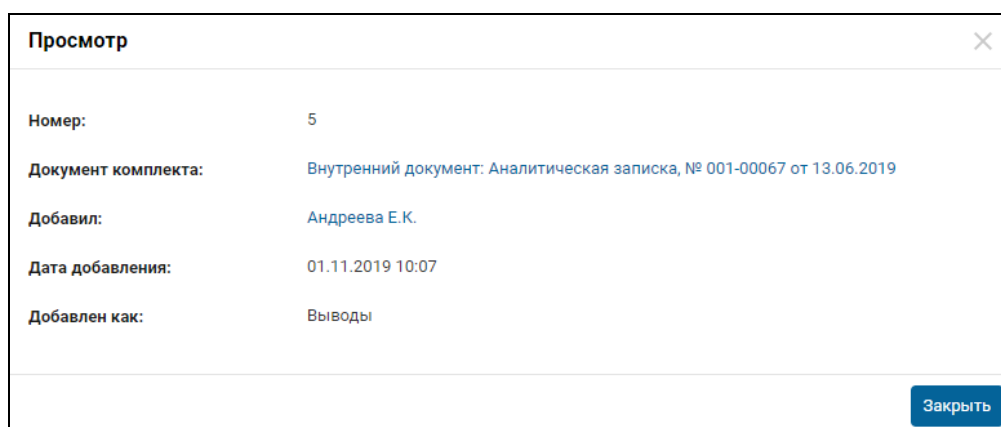 Просмотр
Номер: 5
Документ комплекта: Внутренний документ: Аналитическая записка, № 001-00067 от 13.06.2019
Добавил: Андреева Е.К.
Дата добавления: 01.11.2019 10:07
Добавлен как: Выводы
Закрыть